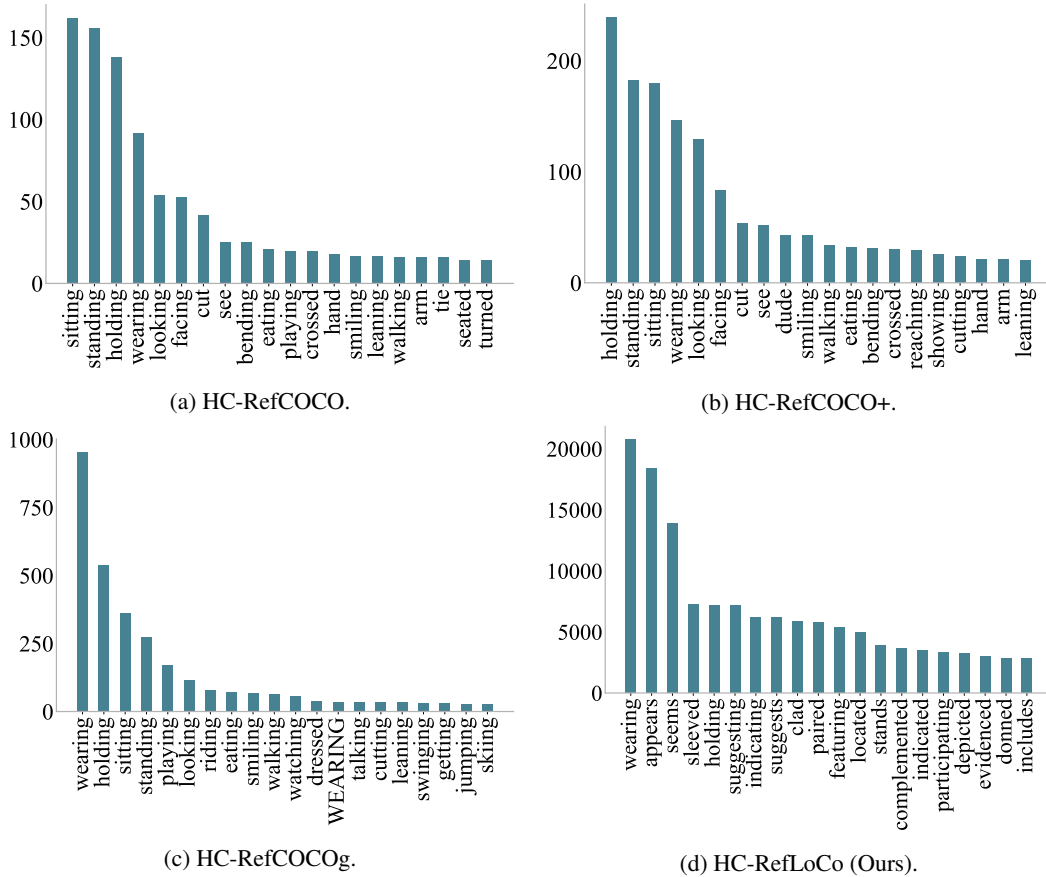 150
100
50
0
sitting
standing
holding
wearing
looking
facing
cut
see
bending
eating
playing
crossed
hand
smiling
leaning
walking
arm
tie
seated
turned
(a) HC-RefCOCO.
200
100
0
holding
standing
sitting
wearing
looking
facing
cut
see
dude
smiling
walking
eating
bending
crossed
reaching
showing
cutting
hand
arm
leaning
(b) HC-RefCOCO+.
1000
750
500
250
0
wearing
holding
sitting
standing
playing
looking
riding
eating
smiling
walking
watching
dressed
WEARING
talking
cutting
leaning
swinging
getting
jumping
skiing
(c) HC-RefCOCOg.
20000
15000
10000
5000
0
wearing
appears
seems
sleeved
holding
suggesting
indicating
suggests
clad
paired
featuring
located
stands
complemented
indicated
participating
depicted
evidenced
donned
includes
(d) HC-RefLoCo (Ours).